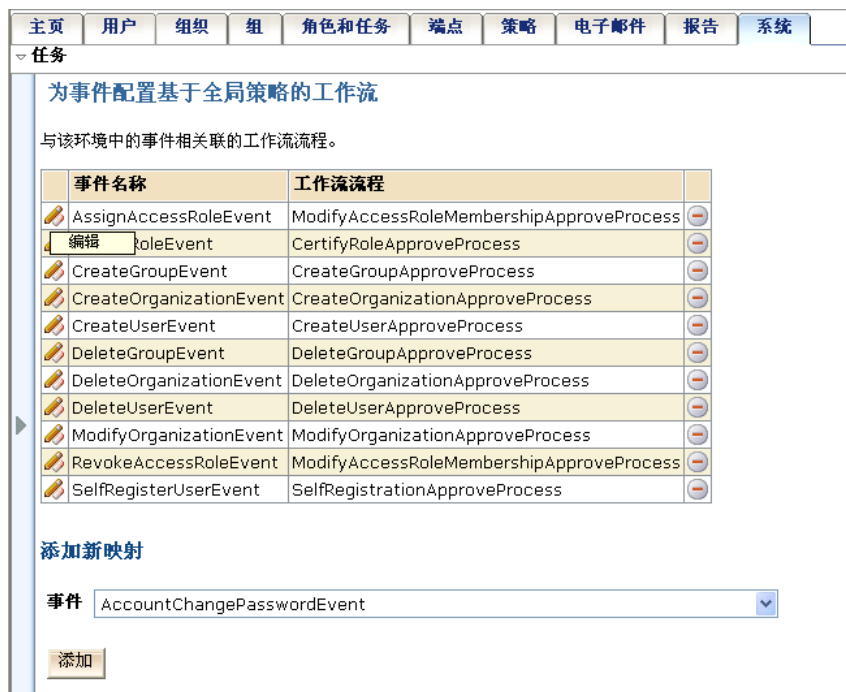 主页 用户 组织 组 角色和任务 端点 策略 电子邮件 报告 系统
任务
为事件配置基于全局策略的工作流
与该环境中的事件相关联的工作流流程。
事件名称 工作流流程
AssignAccessRoleEvent ModifyAccessRoleMembershipApproveProcess
编辑 RoleEvent CertifyRoleApproveProcess
CreateGroupEvent CreateGroupApproveProcess
CreateOrganizationEvent CreateOrganizationApproveProcess
CreateUserEvent CreateUserApproveProcess
DeleteGroupEvent DeleteGroupApproveProcess
DeleteOrganizationEvent DeleteOrganizationApproveProcess
DeleteUserEvent DeleteUserApproveProcess
ModifyOrganizationEvent ModifyOrganizationApproveProcess
RevokeAccessRoleEvent ModifyAccessRoleMembershipApproveProcess
SelfRegisterUserEvent SelfRegistrationApproveProcess
添加新映射
事件 AccountChangePasswordEvent
添加